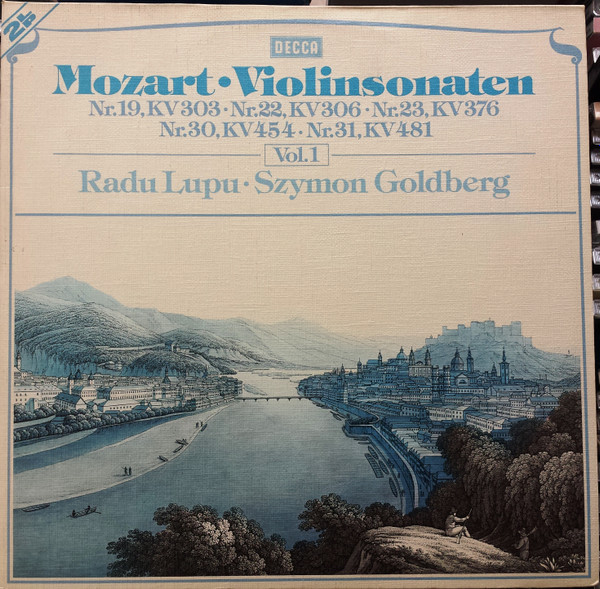 DECCA
Mozart • Violinsonaten
Nr.19, KV 303 • Nr.22, KV 306 • Nr.23, KV 376
Nr.30, KV 454 • Nr.31, KV 481
Vol.1
Radu Lupu • Szymon Goldberg